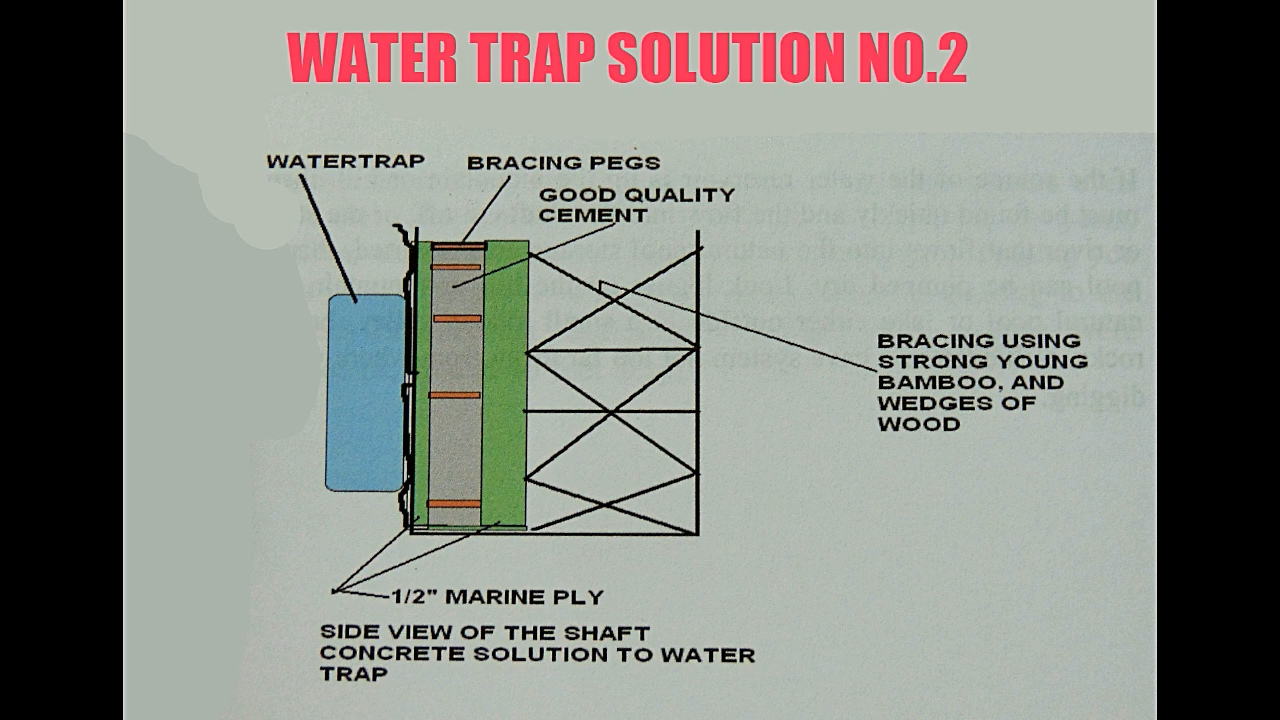 WATER TRAP SOLUTION NO.2
WATERTRAP
BRACING PEGS
GOOD QUALITY
CEMENT
BRACING USING
STRONG YOUNG
BAMBOO, AND
WEDGES OF
WOOD
1/2" MARINE PLY
SIDE VIEW OF THE SHAFT
CONCRETE SOLUTION TO WATER
TRAP